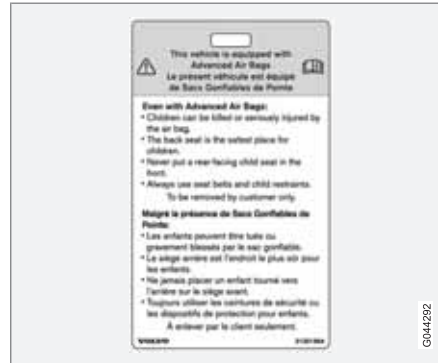 This vehicle is equipped with
Advanced Air Bags
Le présent véhicule est équipé
de Sacs Gonflables de Pointe
Even with Advanced Air Bags:
• Children can be killed or seriously injured by
the air bag.
• The back seat is the safest place for
children.
• Never put a rear-facing child seat in the
front.
• Always use seat belts and child restraints.
To be removed by customer only.
Malgré la présence de Sacs Gonflables de
Pointe:
• Les enfants peuvent être tués ou
gravement blessés par le sac gonflable.
• Le siège arrière est l'endroit le plus sûr pour
les enfants.
• Ne jamais placer un enfant tourné vers
l'arrière sur le siège avant.
• Toujours utiliser les ceintures de sécurité ou
les dispositifs de protection pour enfants.
À enlever par le client seulement.
VOLVO
G044292